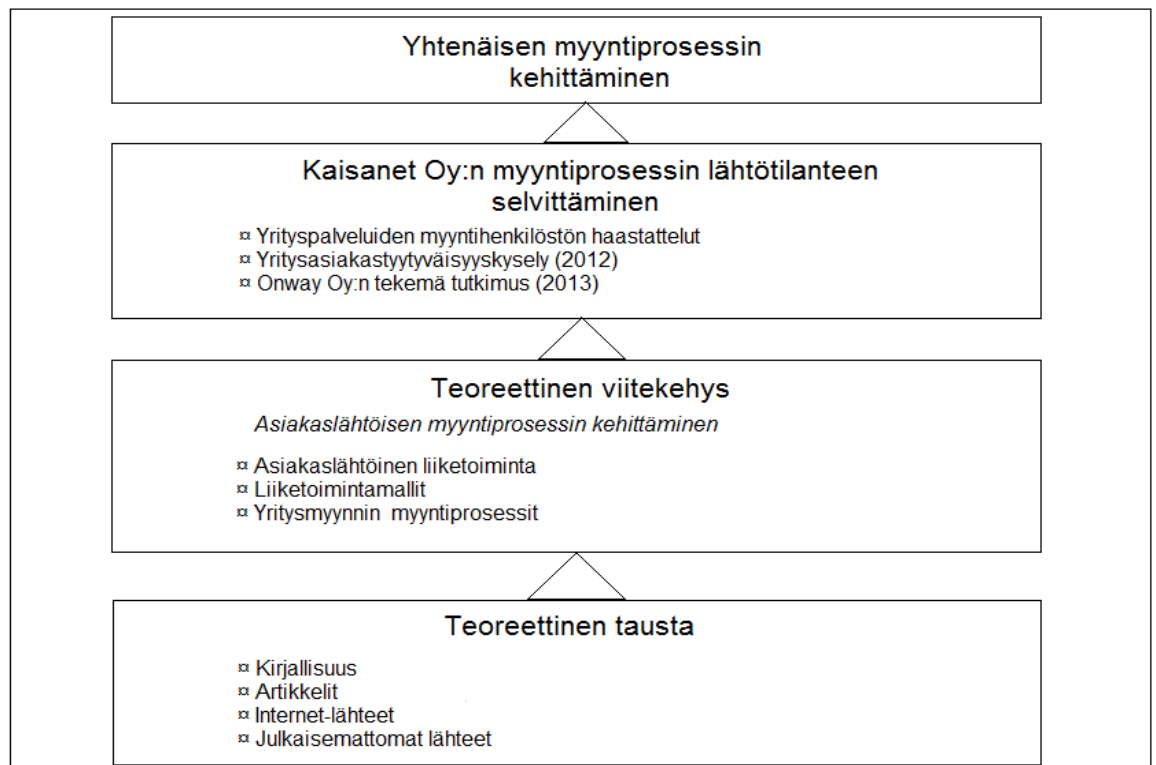 Yhtenäisen myyntiprosessin
kehittäminen
Kaisanet Oy:n myyntiprosessin lähtötilanteen
selvittäminen
¤ Yrityspalveluiden myyntihenkilöstön haastattelut
¤ Yritysasiakastyytyväisyyskysely (2012)
¤ Onway Oy:n tekemä tutkimus (2013)
Teoreettinen viitekehys
Asiakaslähtöisen myyntiprosessin kehittäminen
¤ Asiakaslähtöinen liiketoiminta
¤ Liiketoimintamallit
¤ Yritysmyynnin myyntiprosessit
Teoreettinen tausta
¤ Kirjallisuus
¤ Artikkelit
¤ Internet-lähteet
¤ Julkaisemattomat lähteet